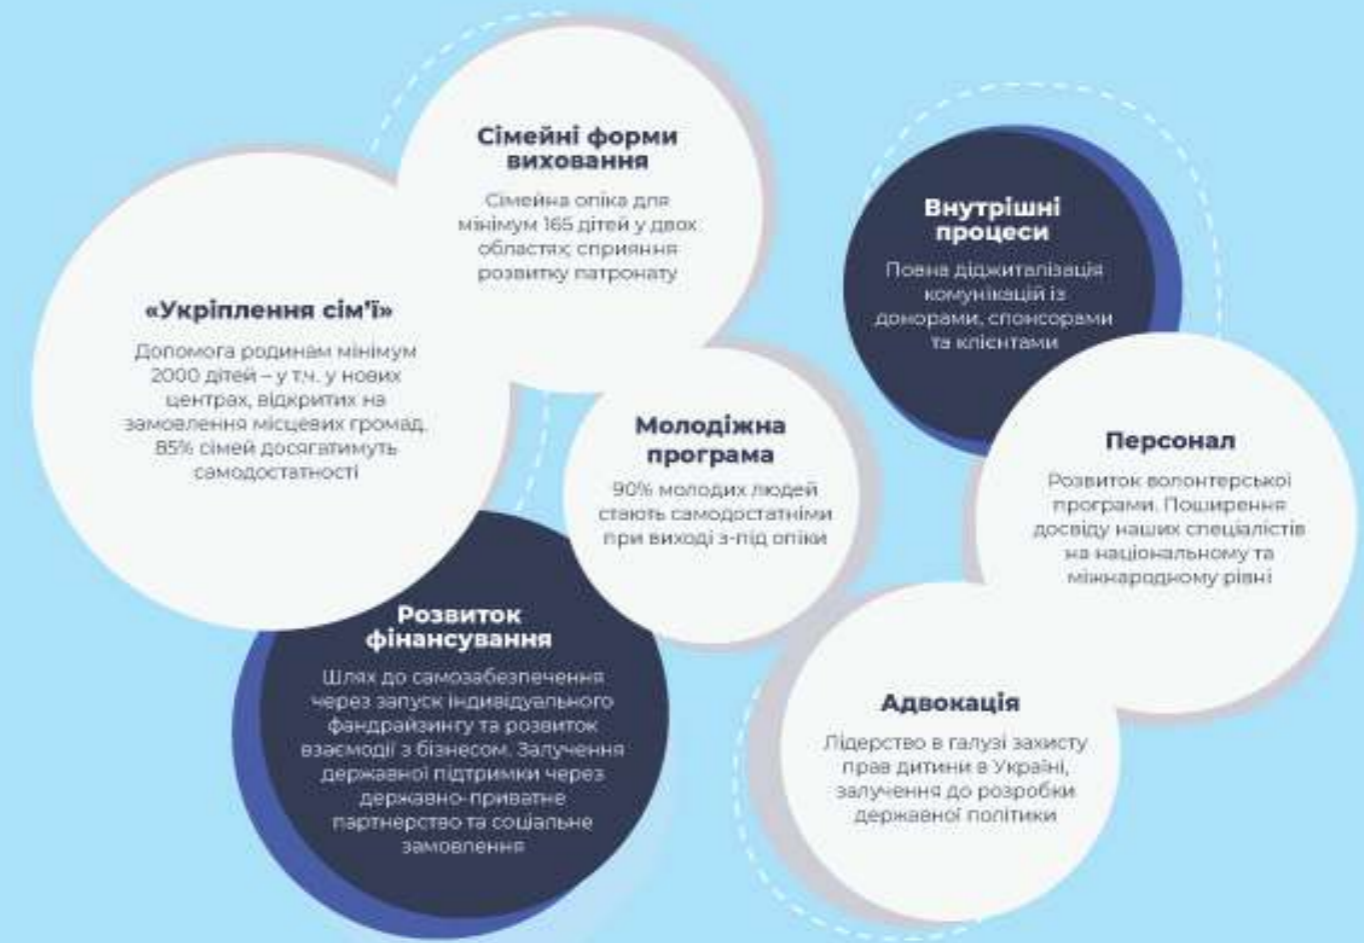 Сімейні форми
виховання
Сімейна опіка для
мінімум 165 дітей у двох
областях; сприяння
розвитку патронату
«Укріплення сім'ї»
Допомога родинам мінімум
2000 дітей – у т.ч. у нових
центрах, відкритих на
замовлення місцевих громад.
85% сімей досягатимуть
самодостатності
Молодіжна
програма
90% молодих людей
стають самодостатніми
при виході з-під опіки
Розвиток
фінансування
Шлях до самозабезпечення
через запуск індивідуального
фандрайзингу та розвиток
взаємодії з бізнесом. Залучення
державної підтримки через
державно-приватне
партнерство та соціальне
замовлення
Внутрішні
процеси
Повна діджиталізація
комунікацій із
донорами, спонсорами
та клієнтами
Персонал
Розвиток волонтерської
програми. Поширення
досвіду наших спеціалістів
на національному та
міжнародному рівні
Адвокація
Лідерство в галузі захисту
прав дитини в Україні,
залучення до розробки
державної політики